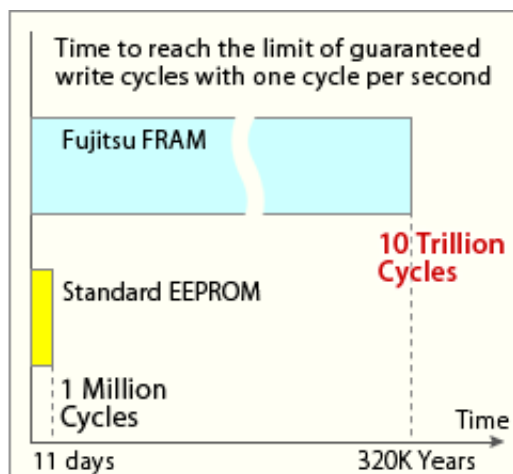 Time to reach the limit of guaranteed
write cycles with one cycle per second
Fujitsu FRAM
10 Trillion
Cycles
Standard EEPROM
1 Million
Cycles
Time
11 days
320K Years